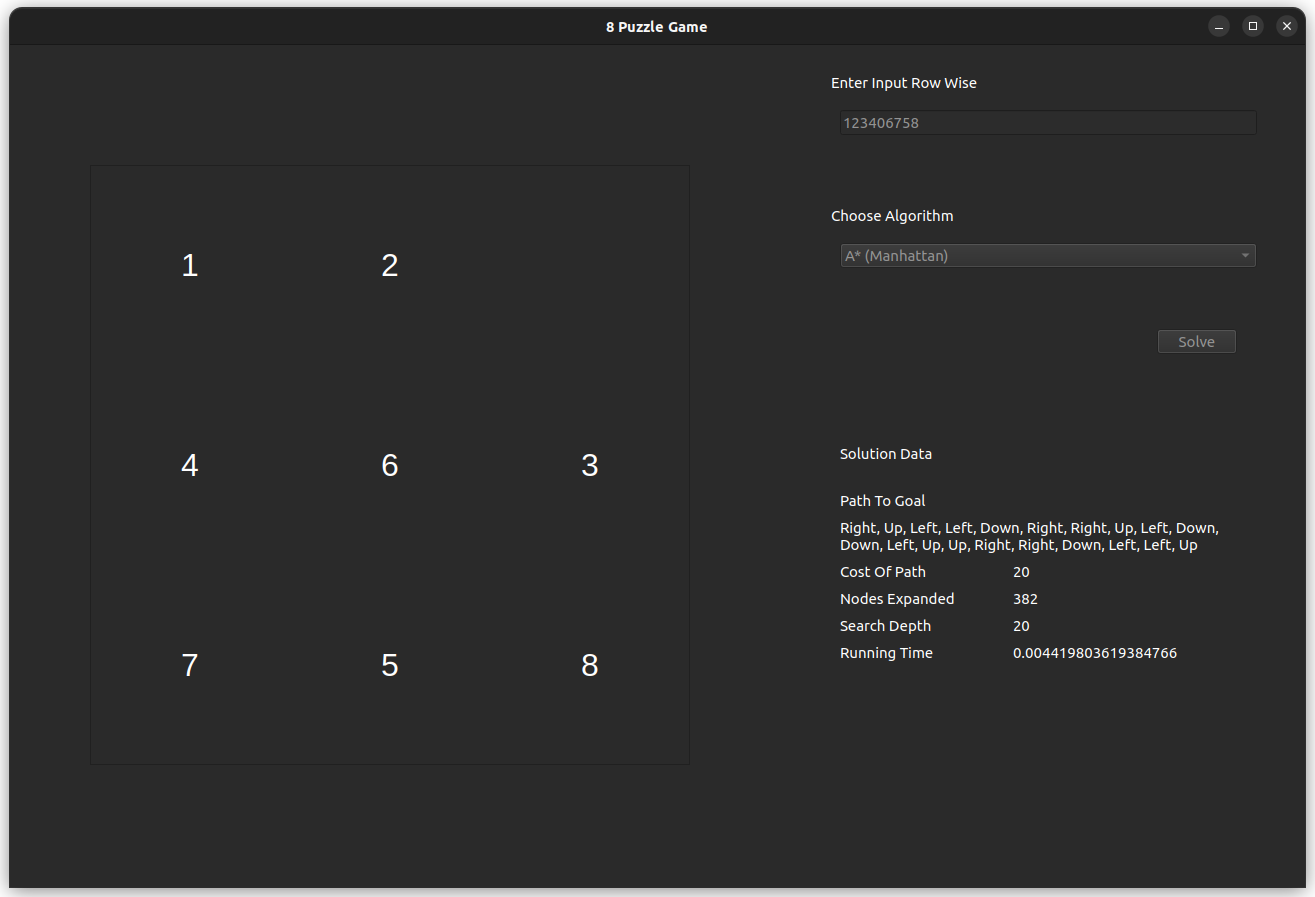 8 Puzzle Game
Enter Input Row Wise
123406758
Choose Algorithm
A* (Manhattan)
Solve
1 2
4 6 3
7 5 8
Solution Data
Path To Goal
Right, Up, Left, Left, Down, Right, Right, Up, Left, Down,
Down, Left, Up, Up, Right, Right, Down, Left, Left, Up
Cost Of Path 20
Nodes Expanded 382
Search Depth 20
Running Time 0.004419803619384766